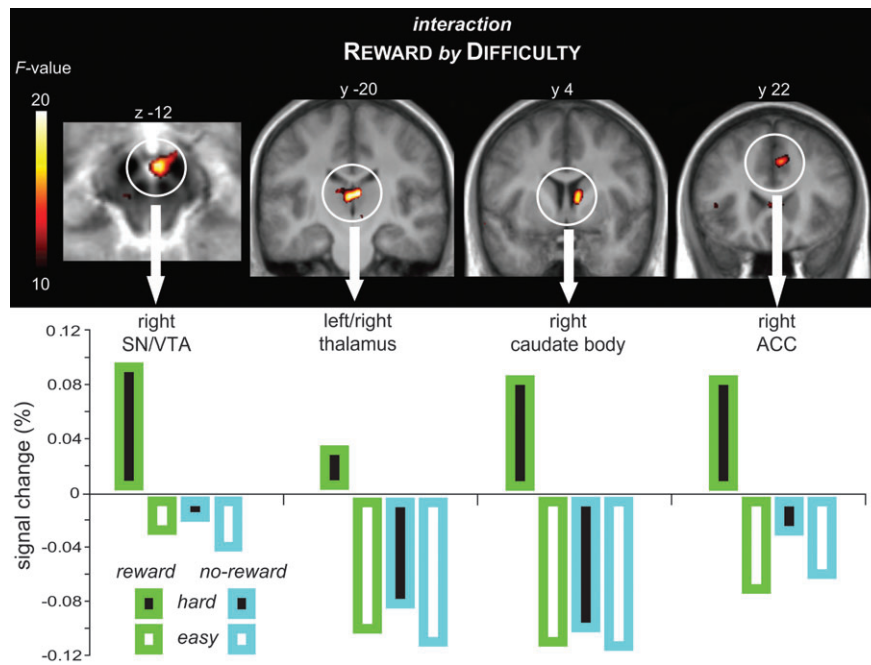 interaction
REWARD by DIFFICULTY
F-value
20
10
z -12
y -20
y 4
y 22
right
SN/VTA
left/right
thalamus
right
caudate body
right
ACC
signal change (%)
0.12
0.08
0.04
0
-0.04
-0.08
-0.12
reward no-reward
hard
easy